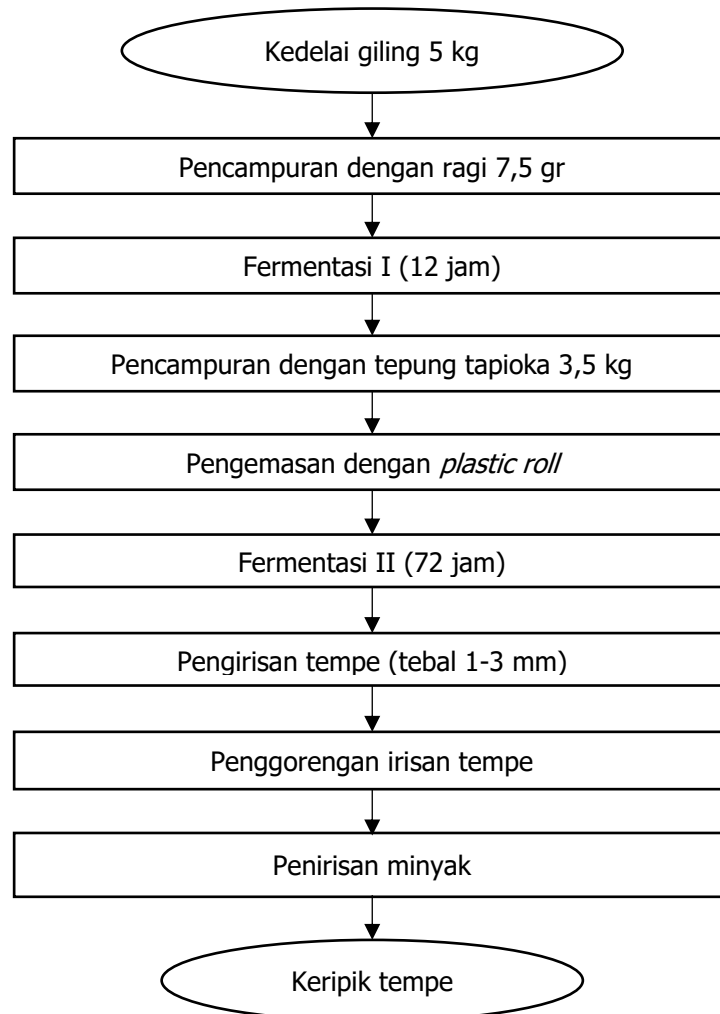 Kedelai giling 5 kg
Pencampuran dengan ragi 7,5 gr
Fermentasi I (12 jam)
Pencampuran dengan tepung tapioka 3,5 kg
Pengemasan dengan plastic roll
Fermentasi II (72 jam)
Pengirisan tempe (tebal 1-3 mm)
Penggorengan irisan tempe
Penirisan minyak
Keripik tempe